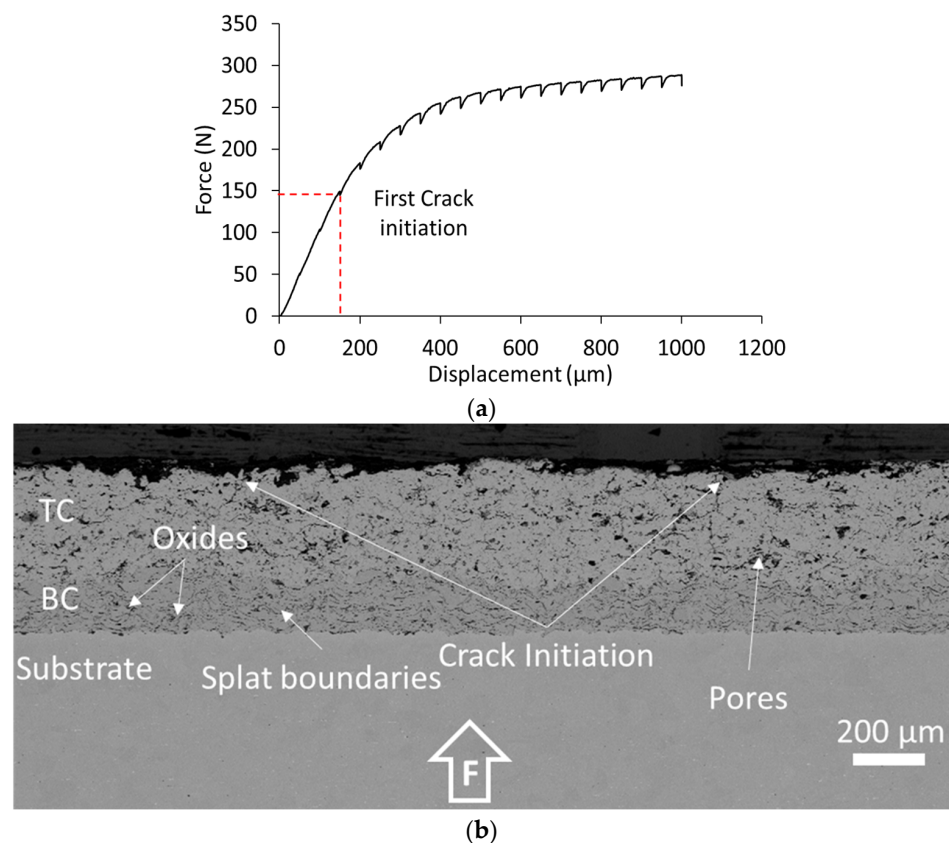 350
300
250
200
150
100
50
0
Force (N)
First Crack
initiation
0 200 400 600 800 1000 1200
Displacement (µm)
(a)
TC
Oxides
BC
Substrate
Splat boundaries
Crack Initiation
Pores
200 µm
F
(b)